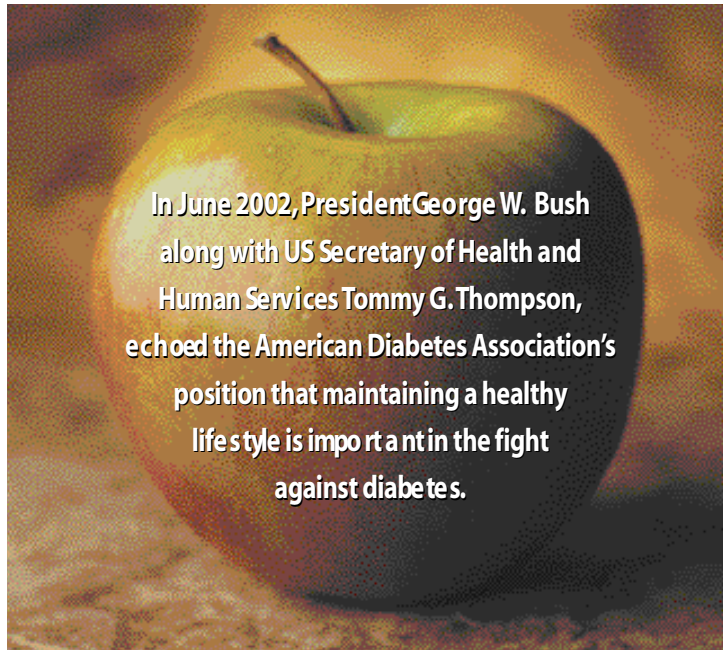 In June 2002, President George W. Bush
along with US Secretary of Health and
Human Services Tommy G. Thompson,
echoed the American Diabetes Association’s
position that maintaining a healthy
lifestyle is important in the fight
against diabetes.